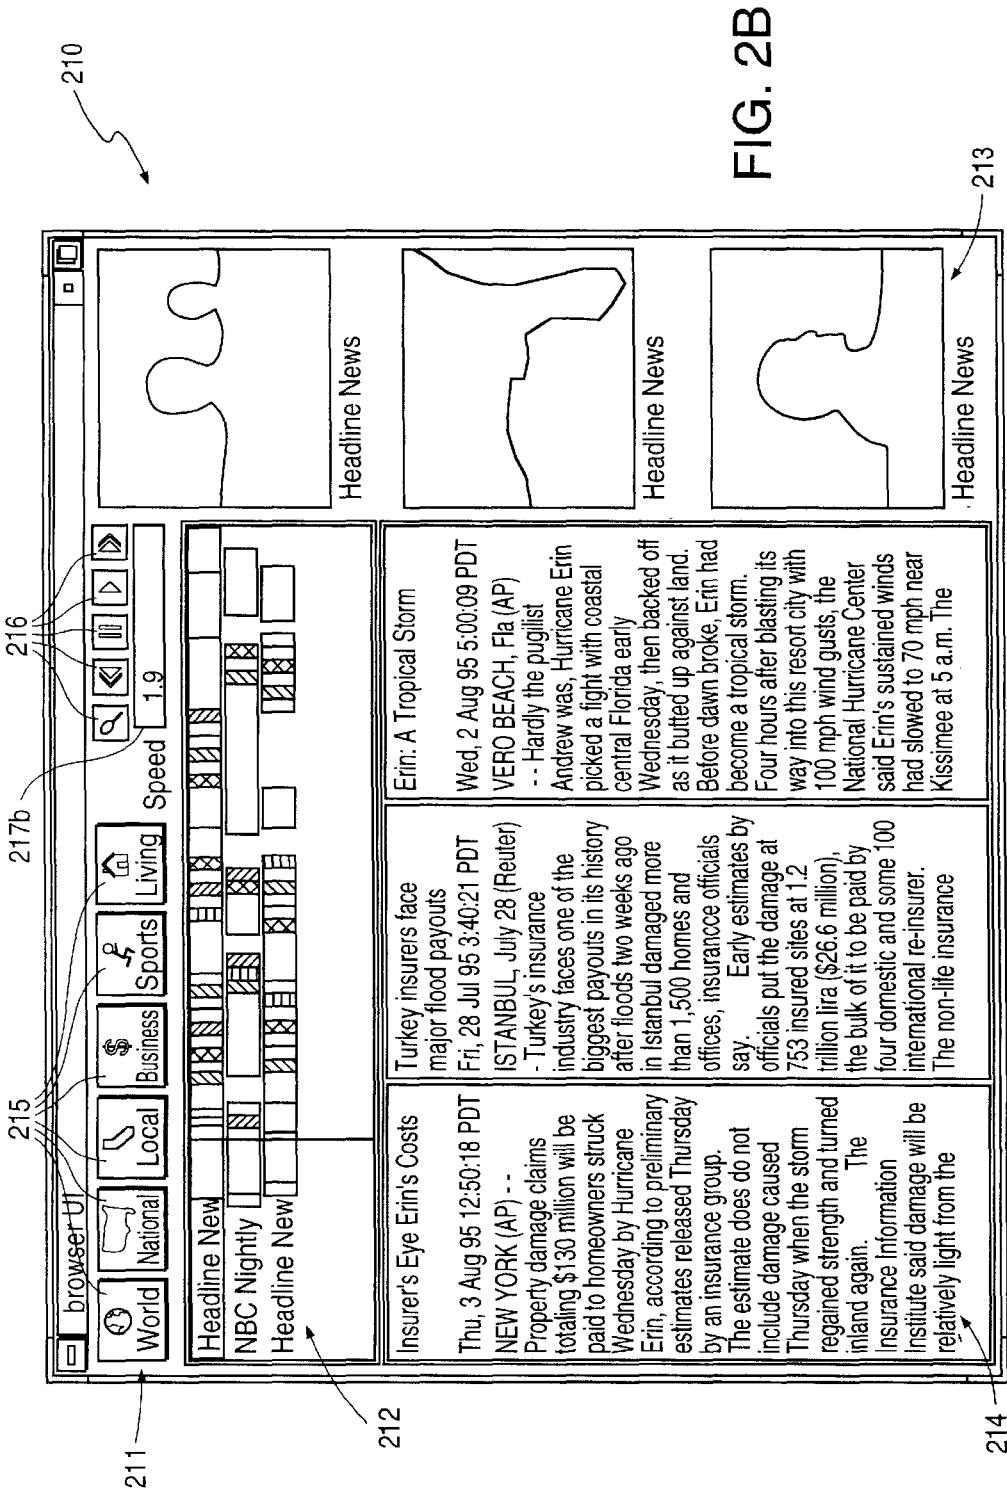 210
216
217b
215
211
browser UI
World
National
Local
$
Business
Sports
Living
Speed
1.9
Headline New
NBC Nightly
Headline New
212
Headline News
Headline News
Headline News
213
Insurer's Eye Erin's Costs
Thu, 3 Aug 95 12:50:18 PDT
NEW YORK (AP) - -
Property damage claims
totaling $130 million will be
paid to homeowners struck
Wednesday by Hurricane
Erin, according to preliminary
estimates released Thursday
by an insurance group.
The estimate does do not
include damage caused
Thursday when the storm
regained strength and turned
inland again. The
Insurance Information
Institute said damage will be
relatively light from the
214
Turkey insurers face
major flood payouts
Fri, 28 Jul 95 3:40:21 PDT
ISTANBUL, July 28 (Reuter)
- Turkey's insurance
industry faces one of the
biggest payouts in its history
after floods two weeks ago
in Istanbul damaged more
than 1,500 homes and
offices, insurancce officials
say. Early estimates by
officials put the damage at
753 insured sites at 1.2
trillion lira ($26.6 million),
the bulk of it to be paid by
four domestic and some 100
international re-insurer.
The non-life insurance
Erin: A Tropical Storm
Wed, 2 Aug 95 5:00:09 PDT
VERO BEACH, Fla (AP)
- - Hardly the pugilist
Andrew was, Hurricane Erin
picked a fight with coastal
central Florida early
Wednesday, then backed off
as it butted up against land.
Before dawn broke, Erin had
become a tropical storm.
Four hours after blasting its
way into this resort city with
100 mph wind gusts, the
National Hurricane Center
said Erin's sustained winds
had slowed to 70 mph near
Kissimee at 5 a.m. The
FIG. 2B